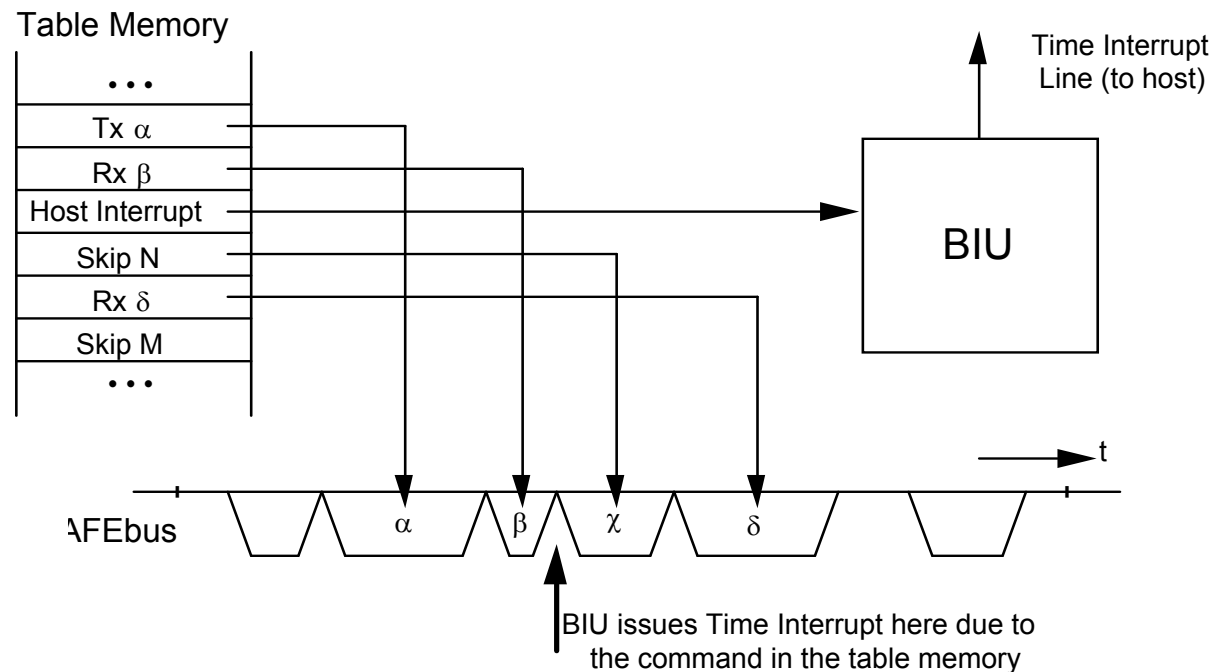 Table Memory
• • •
Tx α
Rx β
Host Interrupt
Skip N
Rx δ
Skip M
• • •
Time Interrupt
Line (to host)
BIU
t
AFEbus
α
β
χ
δ
BIU issues Time Interrupt here due to
the command in the table memory